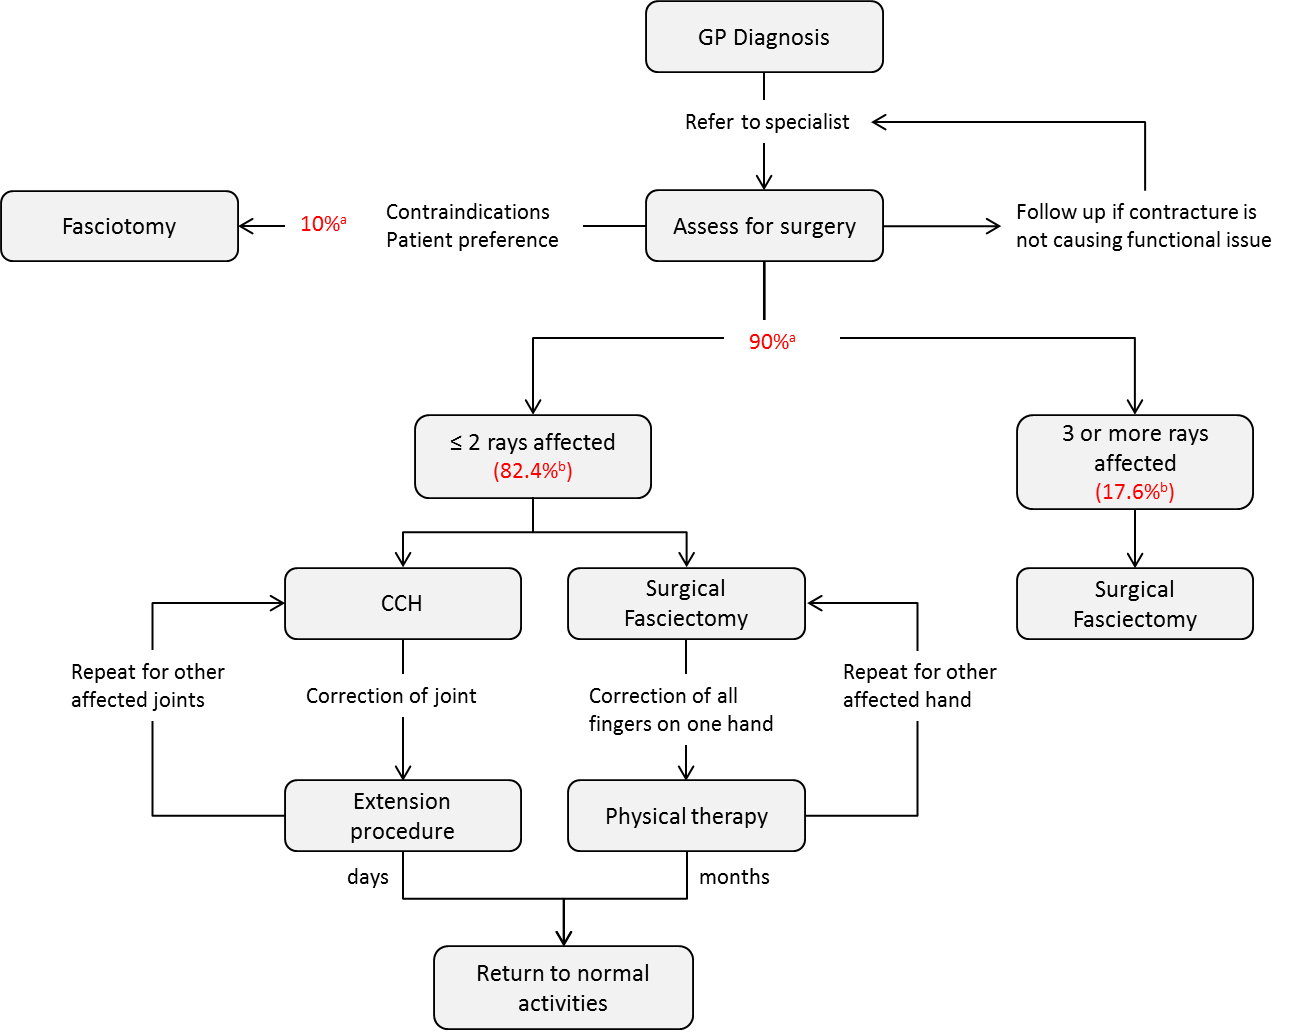 GP Diagnosis
Refer to specialist
Fasciotomy
10%ᵃ
Contraindications
Patient preference
Assess for surgery
Follow up if contracture is
not causing functional issue
90%ᵃ
≤ 2 rays affected
(82.4%ᵇ)
3 or more rays
affected
(17.6%ᵇ)
CCH
Surgical
Fasciectomy
Surgical
Fasciectomy
Repeat for other
affected joints
Correction of joint
Correction of all
fingers on one hand
Repeat for other
affected hand
Extension
procedure
Physical therapy
days
months
Return to normal
activities